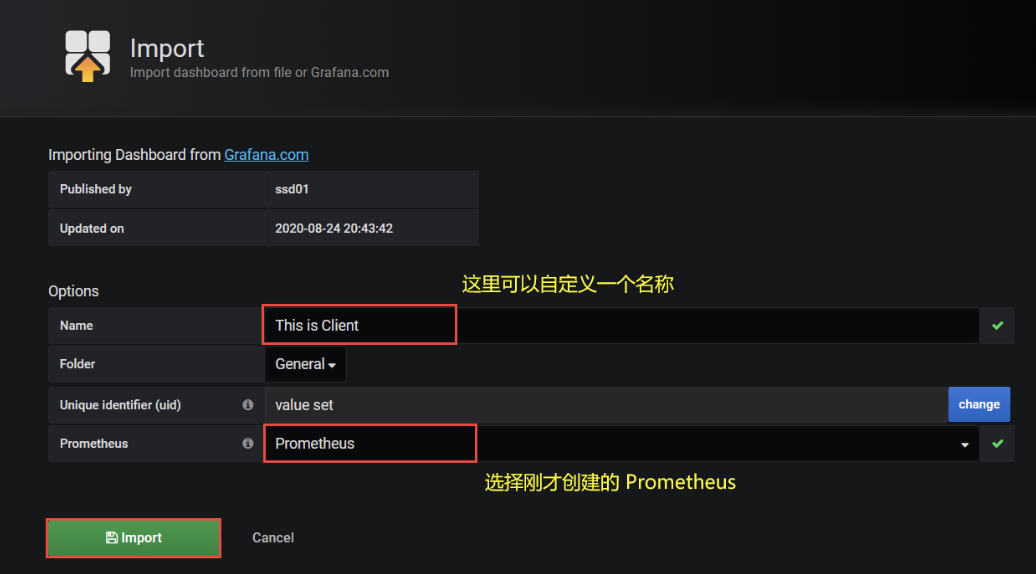 Import
Import dashboard from file or Grafana.com
Importing Dashboard from Grafana.com
Published by ssd01
Updated on 2020-08-24 20:43:42
这里可以自定义一个名称
Options
Name This is Client
Folder General
Unique identifier (uid) value set change
Prometheus Prometheus
选择刚才创建的 Prometheus
Import Cancel